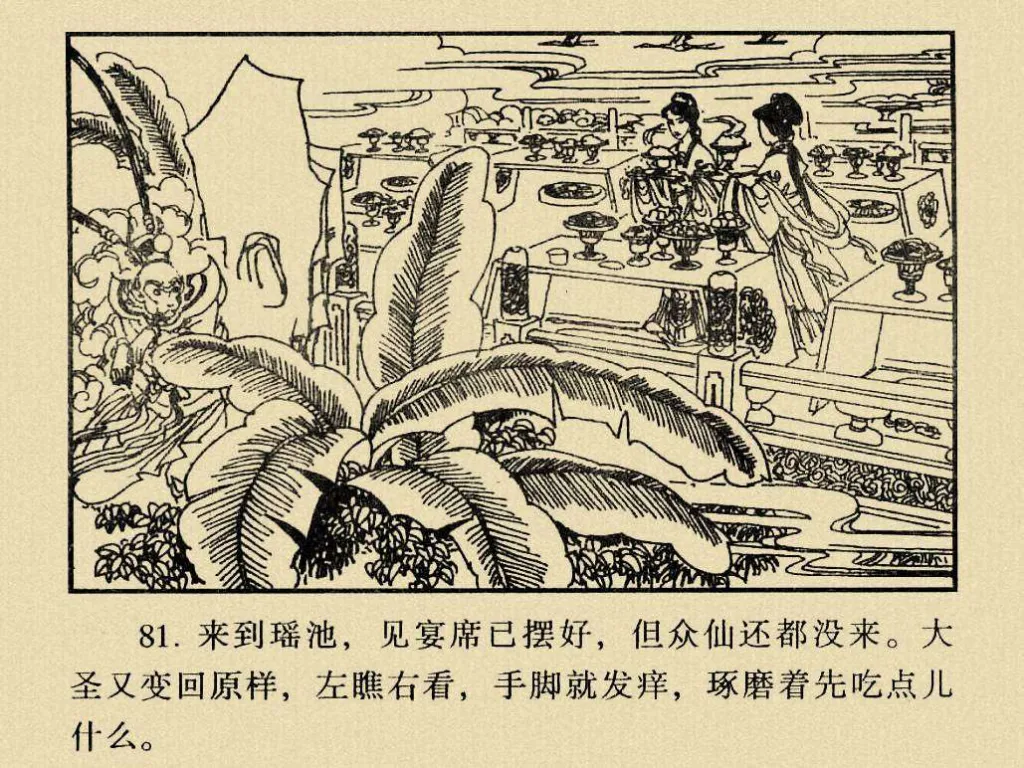 81. 来到瑶池，见宴席已摆好，但众仙还都没来。大
圣又变回原样，左瞧右看，手脚就发痒，琢磨着先吃点儿
什么。